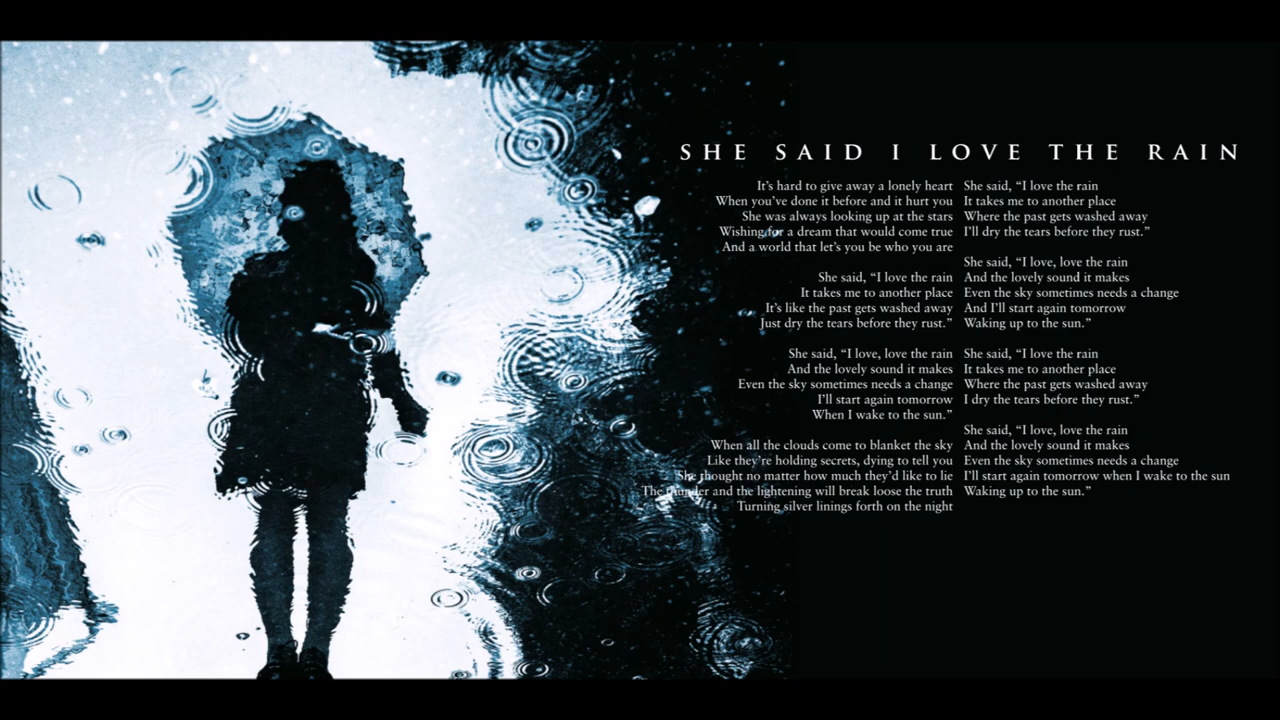 SHE SAID I LOVE THE RAIN
It's hard to give away a lonely heart
When you've done it before and it hurt you
She was always looking up at the stars
Wishing for a dream that would come true
And a world that let's you be who you are
She said, “I love the rain
It takes me to another place
It's like the past gets washed away
Just dry the tears before they rust.”
She said, “I love, love the rain
And the lovely sound it makes
Even the sky sometimes needs a change
I'll start again tomorrow
When I wake to the sun.”
When all the clouds come to blanket the sky
Like they're holding secrets, dying to tell you
She thought no matter how much they'd like to lie
The thunder and the lightening will break loose the truth
Turning silver linings forth on the night
She said, “I love the rain
It takes me to another place
Where the past gets washed away
I'll dry the tears before they rust.”
She said, “I love, love the rain
And the lovely sound it makes
Even the sky sometimes needs a change
And I'll start again tomorrow
Waking up to the sun.”
She said, “I love the rain
It takes me to another place
Where the past gets washed away
I dry the tears before they rust.”
She said, “I love, love the rain
And the lovely sound it makes
Even the sky sometimes needs a change
I'll start again tomorrow when I wake to the sun
Waking up to the sun.”